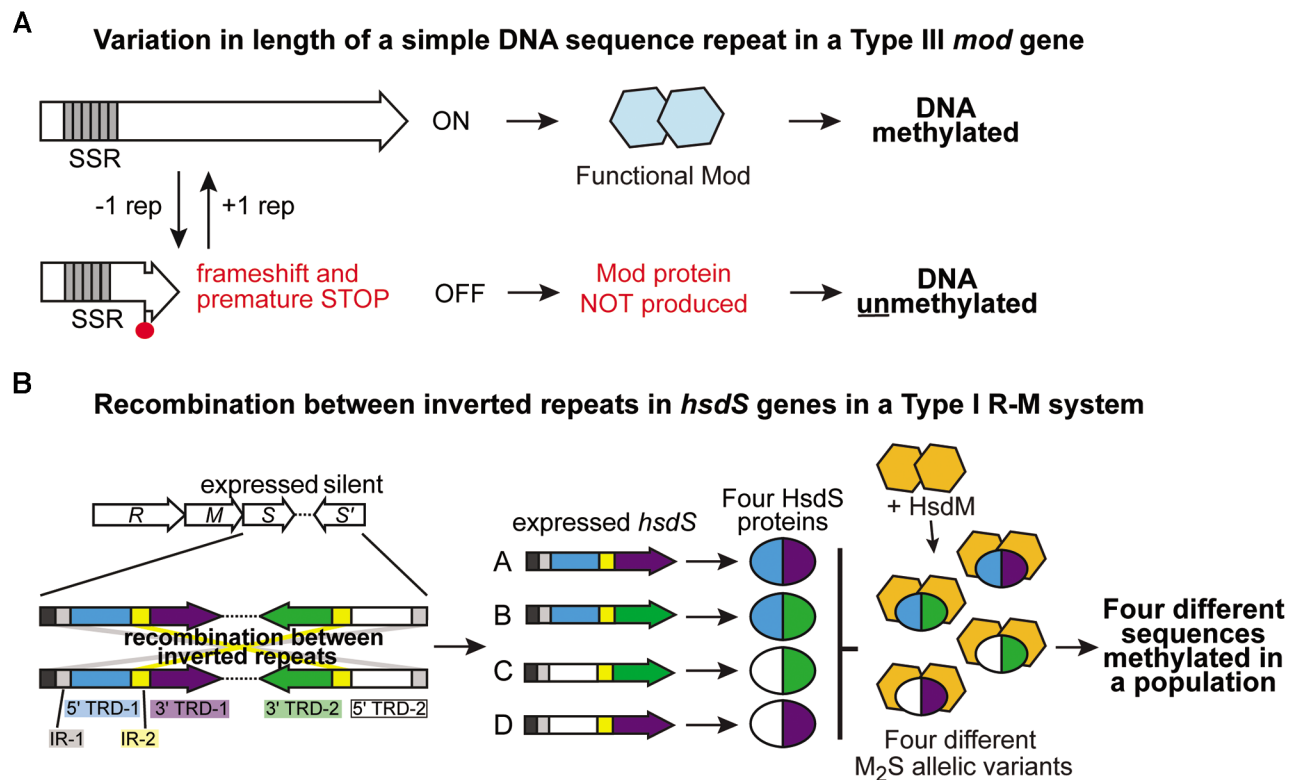 A
Variation in length of a simple DNA sequence repeat in a Type III mod gene
SSR
ON
Functional Mod
DNA
methylated
-1 rep
+1 rep
SSR
frameshift and
premature STOP
OFF
Mod protein
NOT produced
DNA
unmethylated
B
Recombination between inverted repeats in hsdS genes in a Type I R-M system
expressed silent
R
M
S
S'
recombination between
inverted repeats
5' TRD-1
3' TRD-1
3' TRD-2
5' TRD-2
IR-1
IR-2
expressed hsdS
A
B
C
D
Four HsdS
proteins
+ HsdM
Four different
M₂S allelic variants
Four different
sequences
methylated in
a population